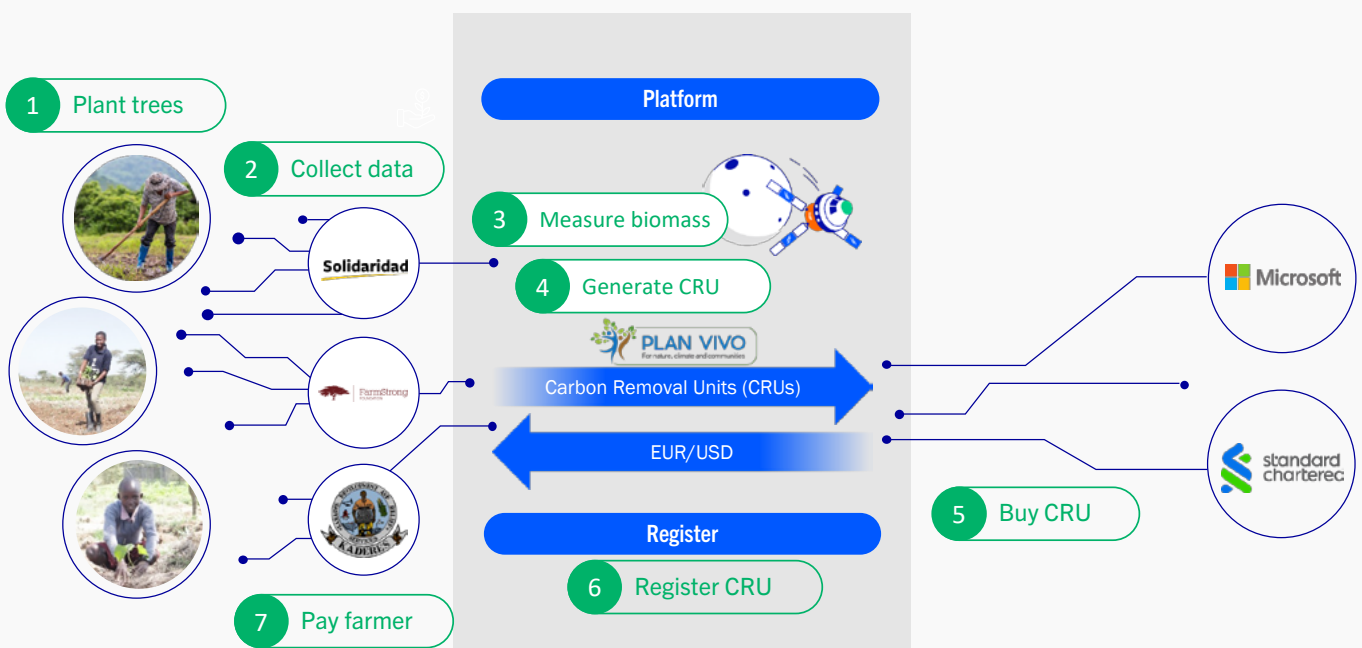 Platform
1 Plant trees
2 Collect data
3 Measure biomass
Solidaridad
4 Generate CRU
Microsoft
PLAN VIVO
For nature, climate and communities
Carbon Removal Units (CRUs)
FarmStrong
FOUNDATION
EUR/USD
standard
chartered
5 Buy CRU
KADERES
Register
6 Register CRU
7 Pay farmer